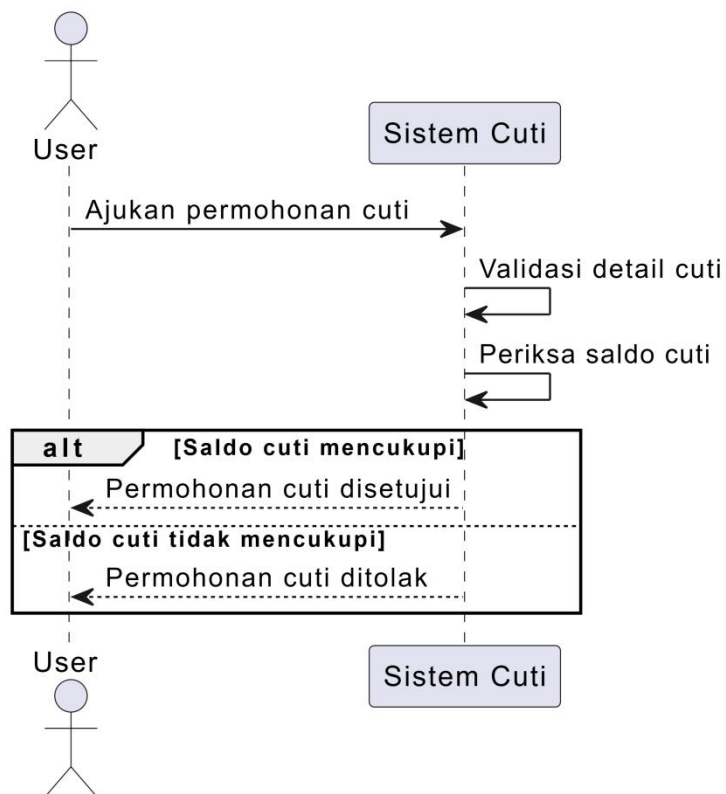 User
Sistem Cuti
Ajukan permohonan cuti
Validasi detail cuti
Periksa saldo cuti
alt [Saldo cuti mencukupi]
Permohonan cuti disetujui
[Saldo cuti tidak mencukupi]
Permohonan cuti ditolak
User
Sistem Cuti